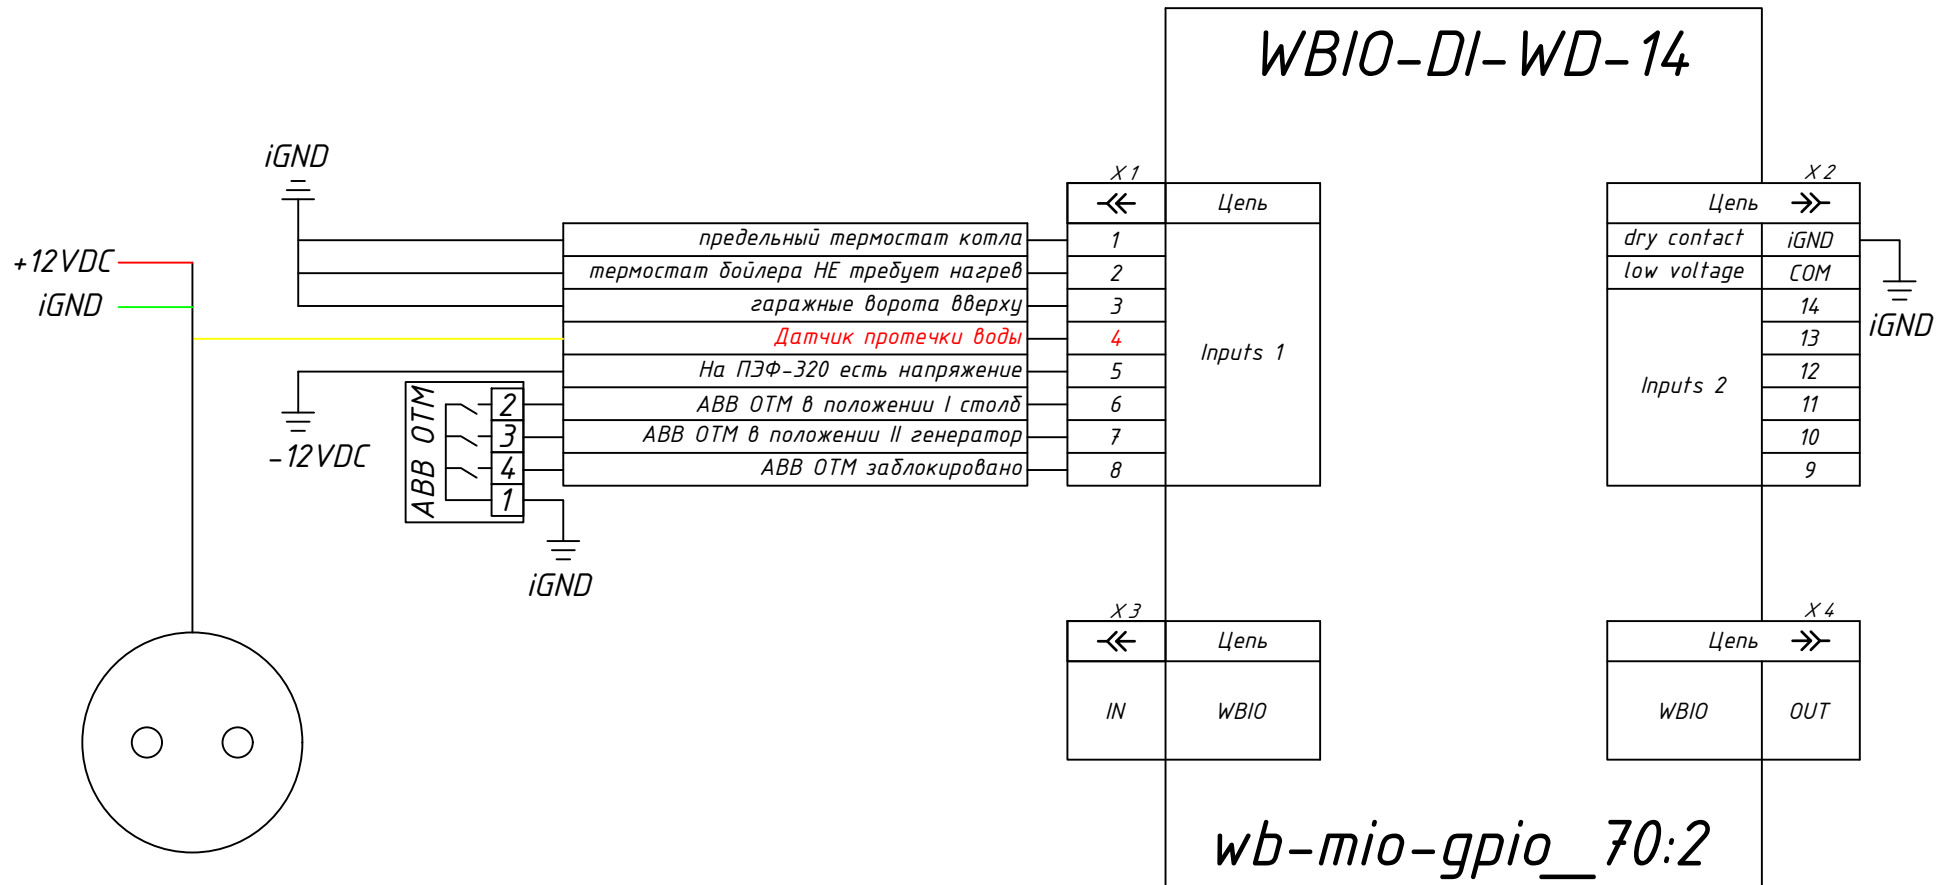 WBIO-DI-WD-14
iGND
+12VDC
iGND
-12VDC
X1
Цепь
предельный термостат котла 1
термостат бойлера НЕ требует нагрев 2
гаражные ворота вверху 3
Датчик протечки воды 4
На ПЭФ-320 есть напряжение 5
ABB OTM в положении I столб 6
ABB OTM в положении II генератор 7
ABB OTM заблокировано 8
Inputs 1
ABB OTM
2
3
4
1
iGND
X2
Цепь
dry contact iGND
low voltage COM
14
13
12
11
10
9
Inputs 2
iGND
X3
Цепь
IN WBIO
X4
Цепь
WBIO OUT
wb-mio-gpio_70:2